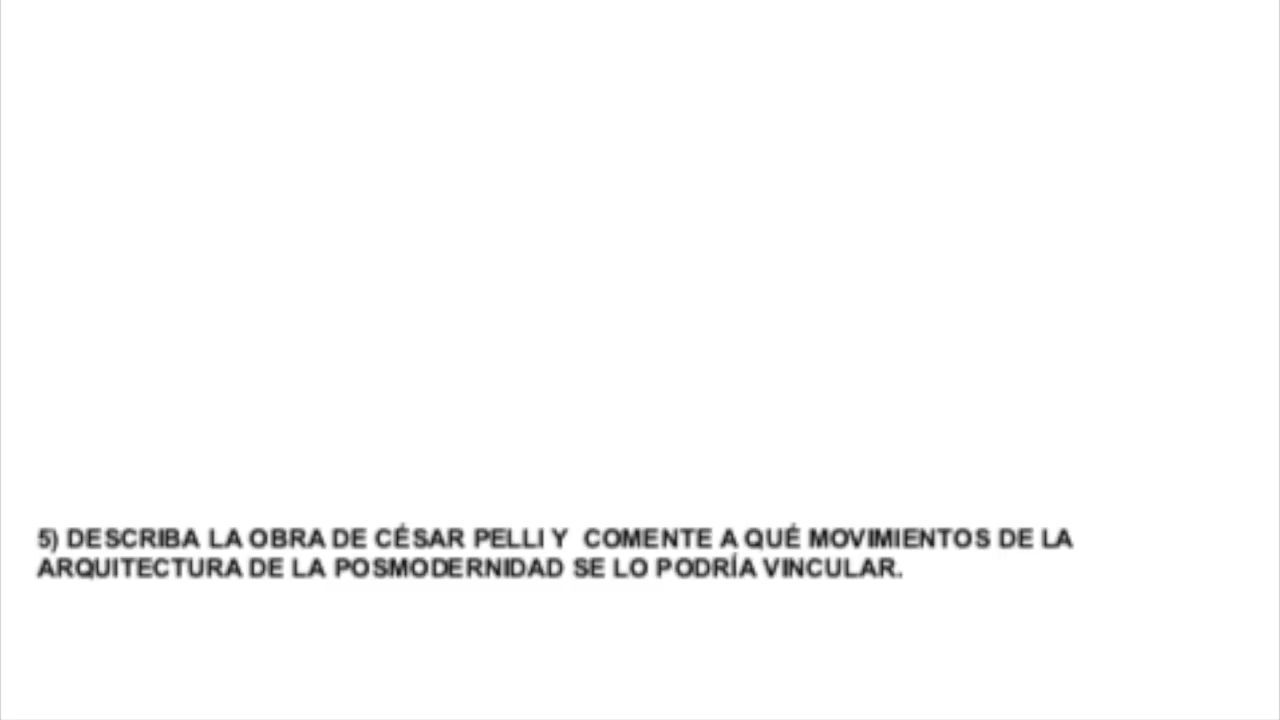 5) DESCRIBA LA OBRA DE CÉSAR PELLI Y  COMENTE A QUÉ MOVIMIENTOS DE LA
ARQUITECTURA DE LA POSMODERNIDAD SE LO PODRÍA VINCULAR.